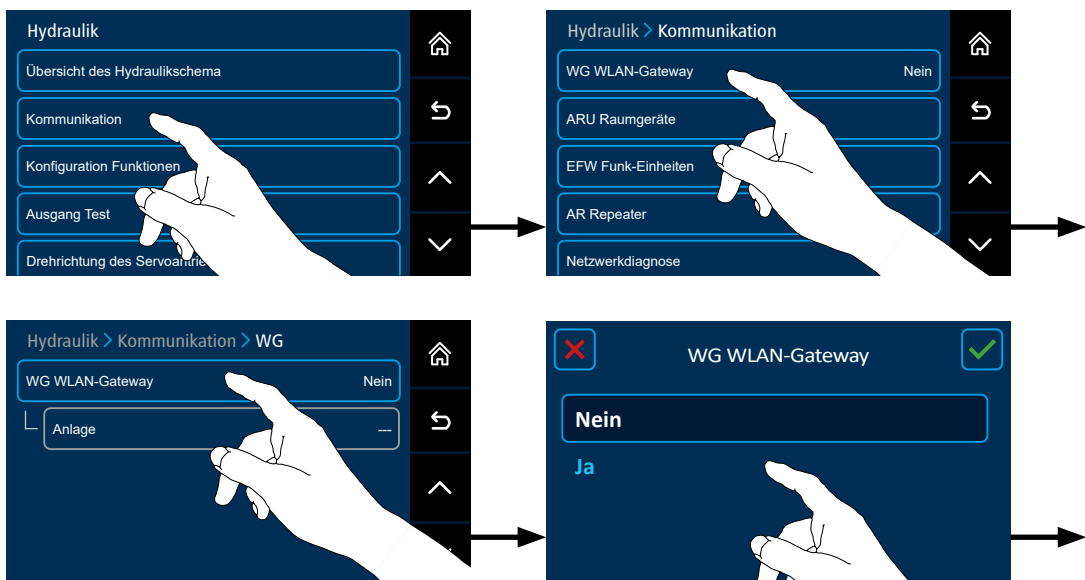 Hydraulik
Übersicht des Hydraulikschema
Kommunikation
Konfiguration Funktionen
Ausgang Test
Drehrichtung des
Hydraulik > Kommunikation
WG WLAN-Gateway Nein
ARU Raumgeräte
EFW Funk-Einheiten
AR Repeater
Netzwerkdiagnose
Hydraulik > Kommunikation > WG
WG WLAN-Gateway Nein
Anlage ---
WG WLAN-Gateway
Nein
Ja